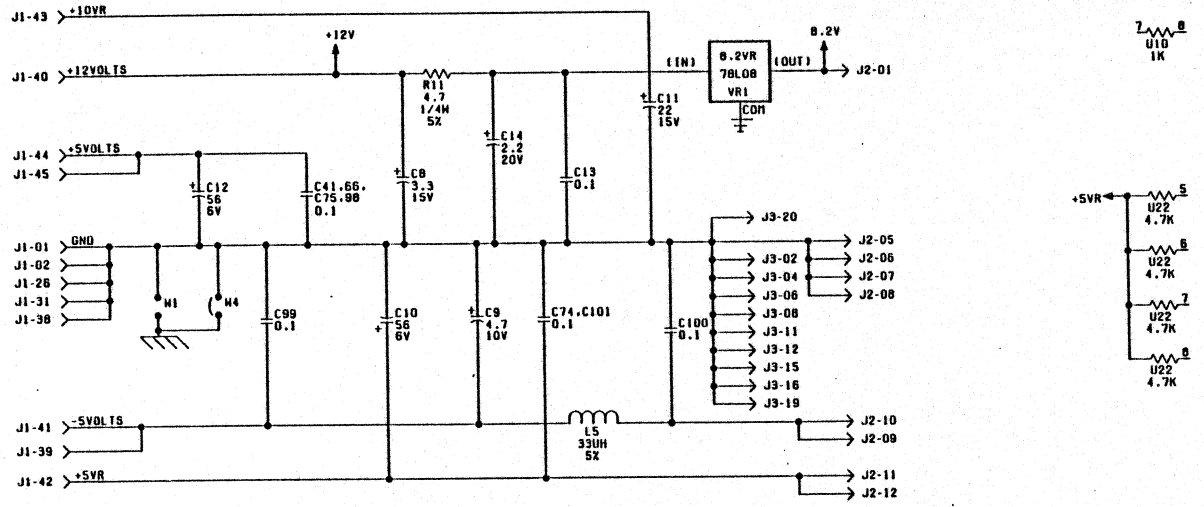 J1-43 +10VR
+12V
8.2V
7 8
U10
1K
J1-40 +12VOLTS
(IN)
8.2VR
78L08
VR1
(OUT)
J2-01
COM
R11
4.7
1/4W
5%
+ C11
22
15V
J1-44 +5VOLTS
J1-45
+ C14
2.2
20V
+ C12
56
6V
C41,66,
C75,98
0.1
+ C8
3.3
15V
C13
0.1
+5VR
5
U22
4.7K
6
U22
4.7K
7
U22
4.7K
8
U22
4.7K
J1-01 GND
J1-02
J1-26
J1-31
J1-38
W1
W4
C99
0.1
+ C10
56
6V
+ C9
4.7
10V
C74,C101
0.1
C100
0.1
J3-20
J3-02
J3-04
J3-06
J3-08
J3-11
J3-12
J3-15
J3-16
J3-19
J2-05
J2-06
J2-07
J2-08
J1-41 -5VOLTS
J1-39
L5
33UH
5%
J2-10
J2-09
J1-42 +5VR
J2-11
J2-12